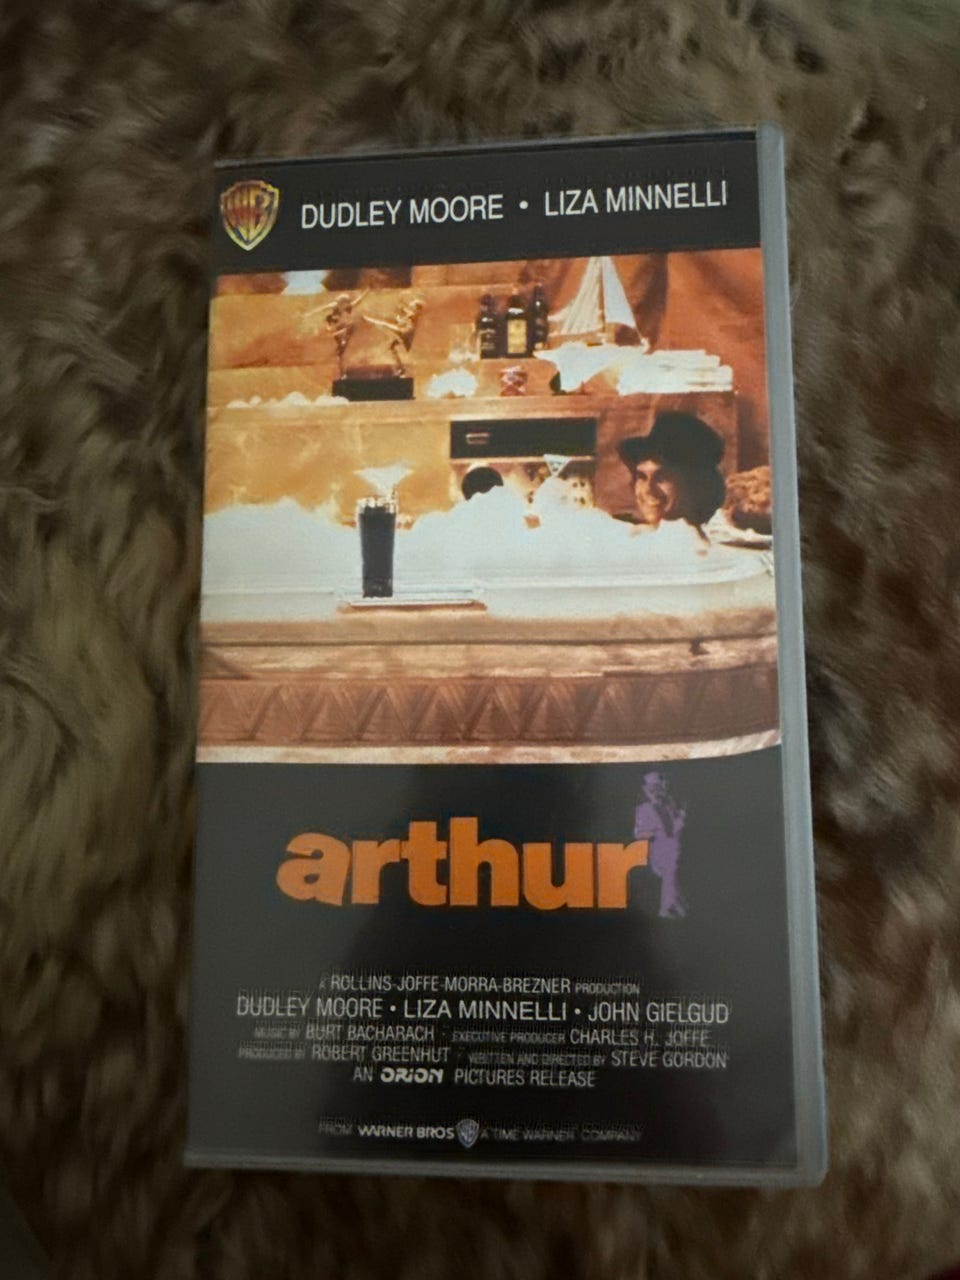 WB
DUDLEY MOORE • LIZA MINNELLI
arthur
A ROLLINS-JOFFE-MORRA-BREZNER PRODUCTION
DUDLEY MOORE • LIZA MINNELLI • JOHN GIELGUD
MUSIC BY BURT BACHARACH · EXECUTIVE PRODUCER CHARLES H. JOFFE
PRODUCED BY ROBERT GREENHUT · WRITTEN AND DIRECTED BY STEVE GORDON
AN ORION PICTURES RELEASE
FROM WARNER BROS WB A TIME WARNER COMPANY